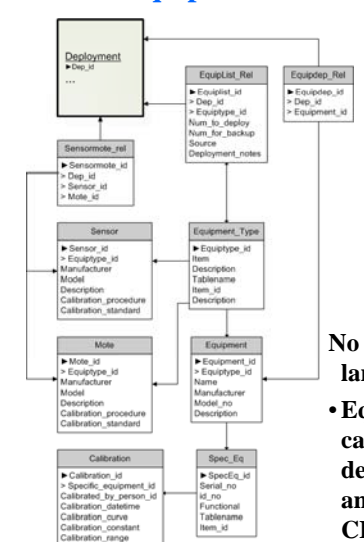 Deployment
►Dep_id
...
EquipList_Rel
►Equiplist_id
> Dep_id
> Equiptype_id
Num_to_deploy
Num_for_backup
Source
Deployment_notes
Equipdep_Rel
►Equipdep_id
> Dep_id
> Equipment_id
Sensormote_rel
►Sensormote_id
> Dep_id
> Sensor_id
> Mote_id
Sensor
►Sensor_id
> Equiptype_id
Manufacturer
Model
Description
Calibration_procedure
Calibration_standard
Equipment_Type
►Equiptype_id
Item
Description
Tablename
Item_id
Description
Mote
►Mote_id
> Equiptype_id
Manufacturer
Model
Description
Calibration_procedure
Calibration_standard
Equipment
►Equipment_id
> Equiptype_id
Name
Manufacturer
Model_no
Description
Calibration
►Calibration_id
> Specific_equipment_id
Calibrated_by_person_id
Calibration_datetime
Calibration_curve
Calibration_constant
Calibration_range
Spec_Eq
►SpecEq_id
Serial_no
id_no
Functional
Tablename
Item_id
No
lan
• Eq
ca
de
an